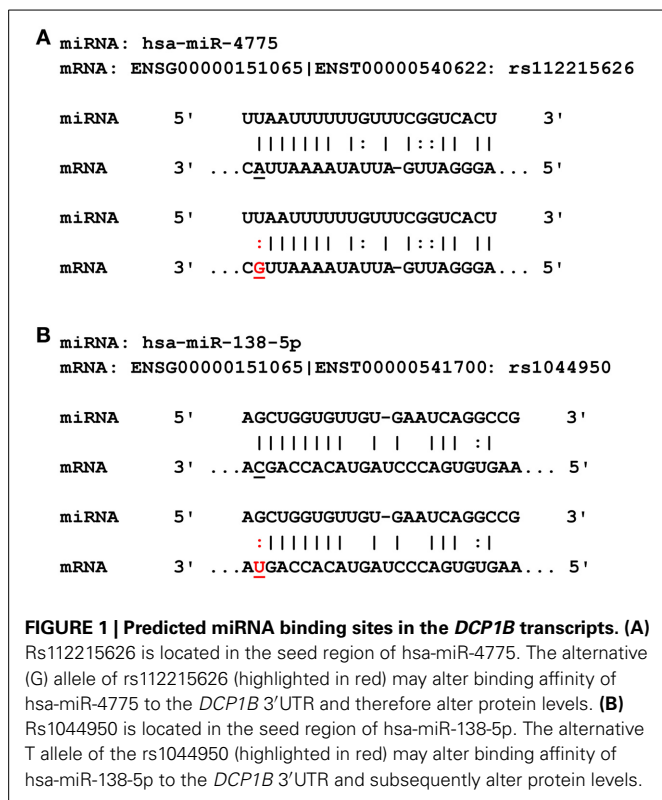 A miRNA: hsa-miR-4775
mRNA: ENSG00000151065|ENST00000540622: rs112215626
miRNA 5' UUAAUUUUUUGUUUCGGUCACU 3'
||||||| |: | |::|| ||
mRNA 3' ...CAUUAAAAUAUUA-GUUAGGGA... 5'
miRNA 5' UUAAUUUUUUGUUUCGGUCACU 3'
:|||||| |: | |::|| ||
mRNA 3' ...CGUUAAAAUAUUA-GUUAGGGA... 5'
B miRNA: hsa-miR-138-5p
mRNA: ENSG00000151065|ENST00000541700: rs1044950
miRNA 5' AGCUGGUGUUGU-GAAUCAGGCCG 3'
|||||||| | | ||| :|
mRNA 3' ...ACGACCACAUGAUCCCAGUGUGAA... 5'
miRNA 5' AGCUGGUGUUGU-GAAUCAGGCCG 3'
:||||||| | | ||| :|
mRNA 3' ...AUGACCACAUGAUCCCAGUGUGAA... 5'
FIGURE 1 | Predicted miRNA binding sites in the DCP1B transcripts. (A)
Rs112215626 is located in the seed region of hsa-miR-4775. The alternative
(G) allele of rs112215626 (highlighted in red) may alter binding affinity of
hsa-miR-4775 to the DCP1B 3′UTR and therefore alter protein levels. (B)
Rs1044950 is located in the seed region of hsa-miR-138-5p. The alternative
T allele of the rs1044950 (highlighted in red) may alter binding affinity of
hsa-miR-138-5p to the DCP1B 3′UTR and subsequently alter protein levels.